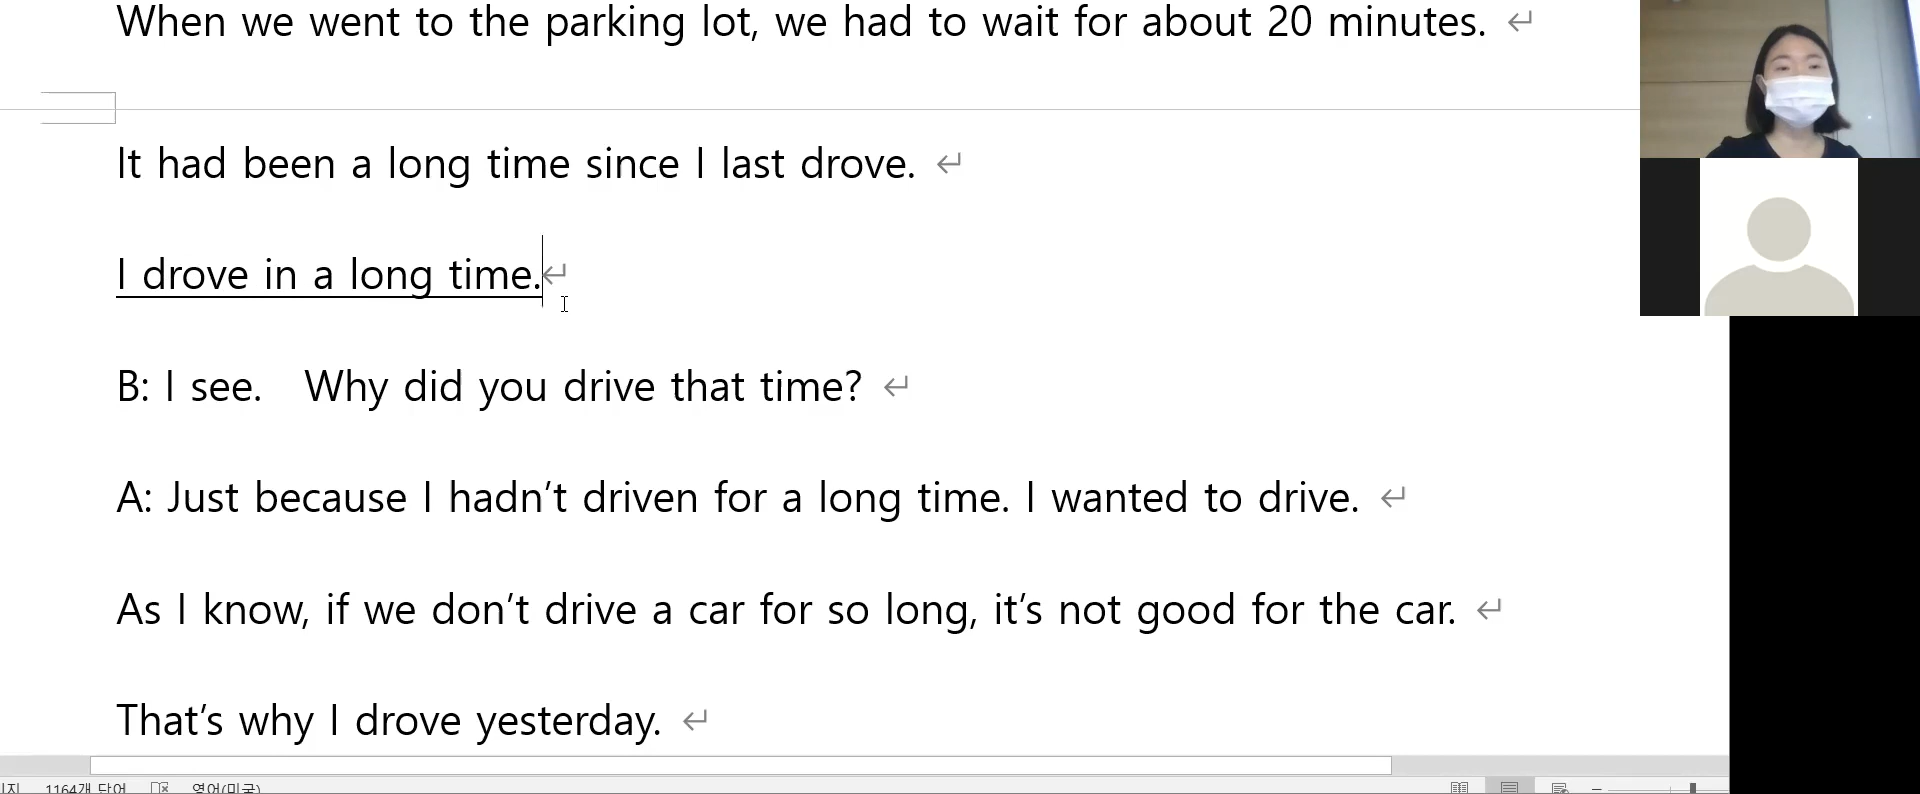 When we went to the parking lot, we had to wait for about 20 minutes.
It had been a long time since I last drove.
I drove in a long time.
B: I see. Why did you drive that time?
A: Just because I hadn’t driven for a long time. I wanted to drive.
As I know, if we don’t drive a car for so long, it’s not good for the car.
That’s why I drove yesterday.
1164개 단어 영어(미국)